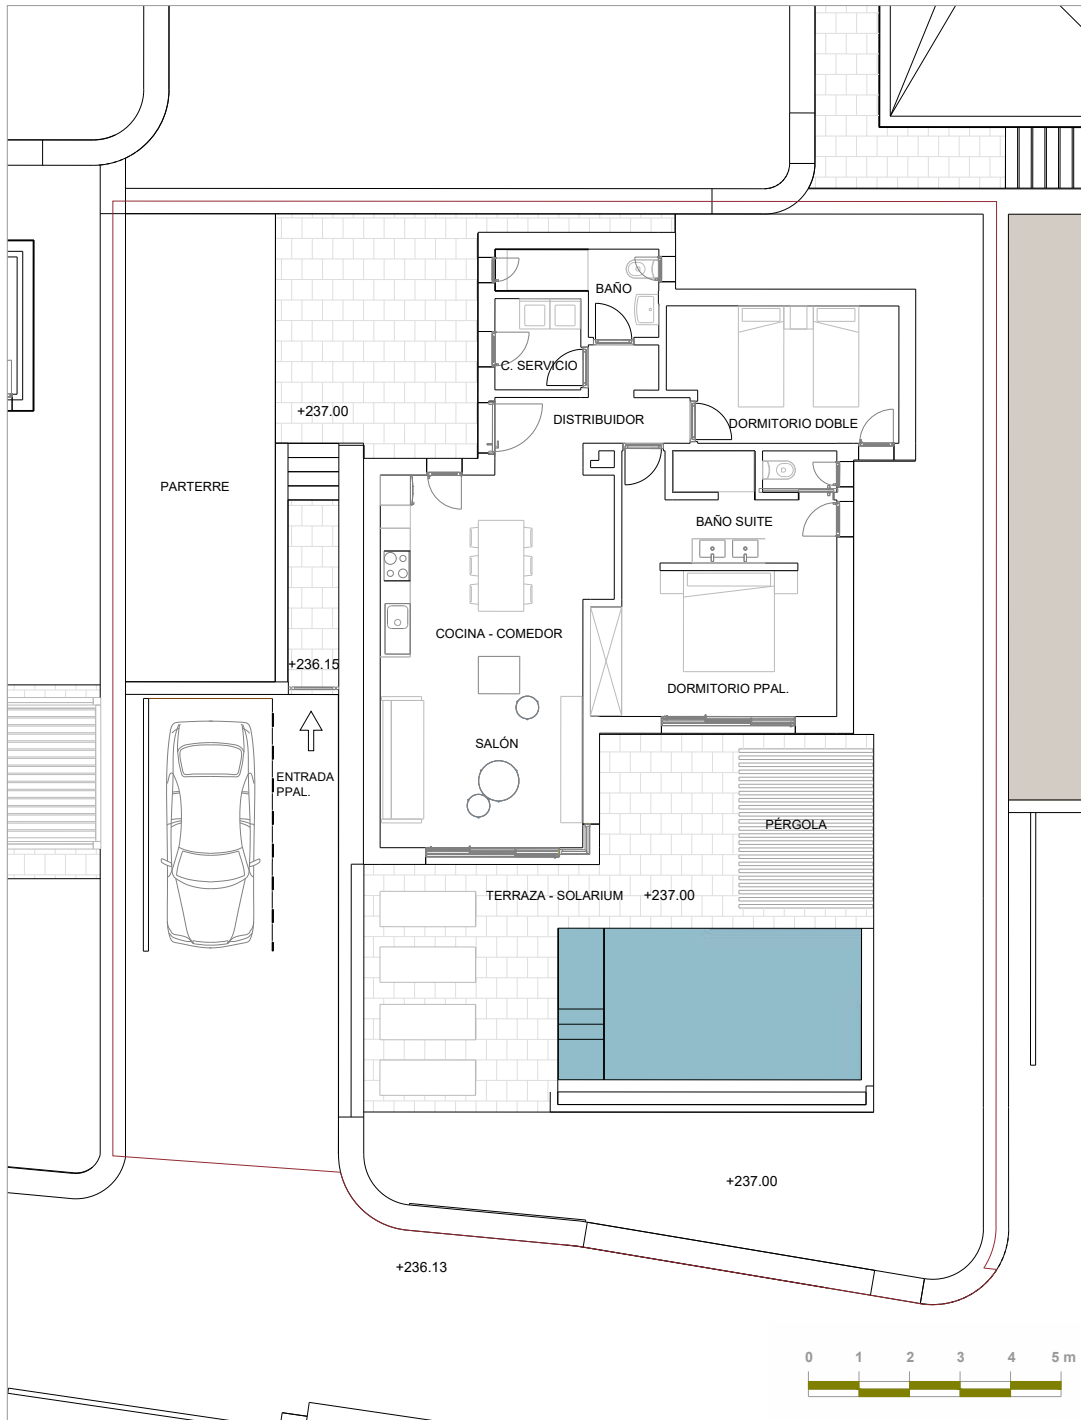 BAÑO
C. SERVICIO
+237.00
DISTRIBUIDOR
DORMITORIO DOBLE
PARTERRE
BAÑO SUITE
COCINA - COMEDOR
+236.15
DORMITORIO PPAL.
SALÓN
ENTRADA
PPAL.
PÉRGOLA
TERRAZA - SOLARIUM +237.00
+237.00
+236.13
0 1 2 3 4 5 m